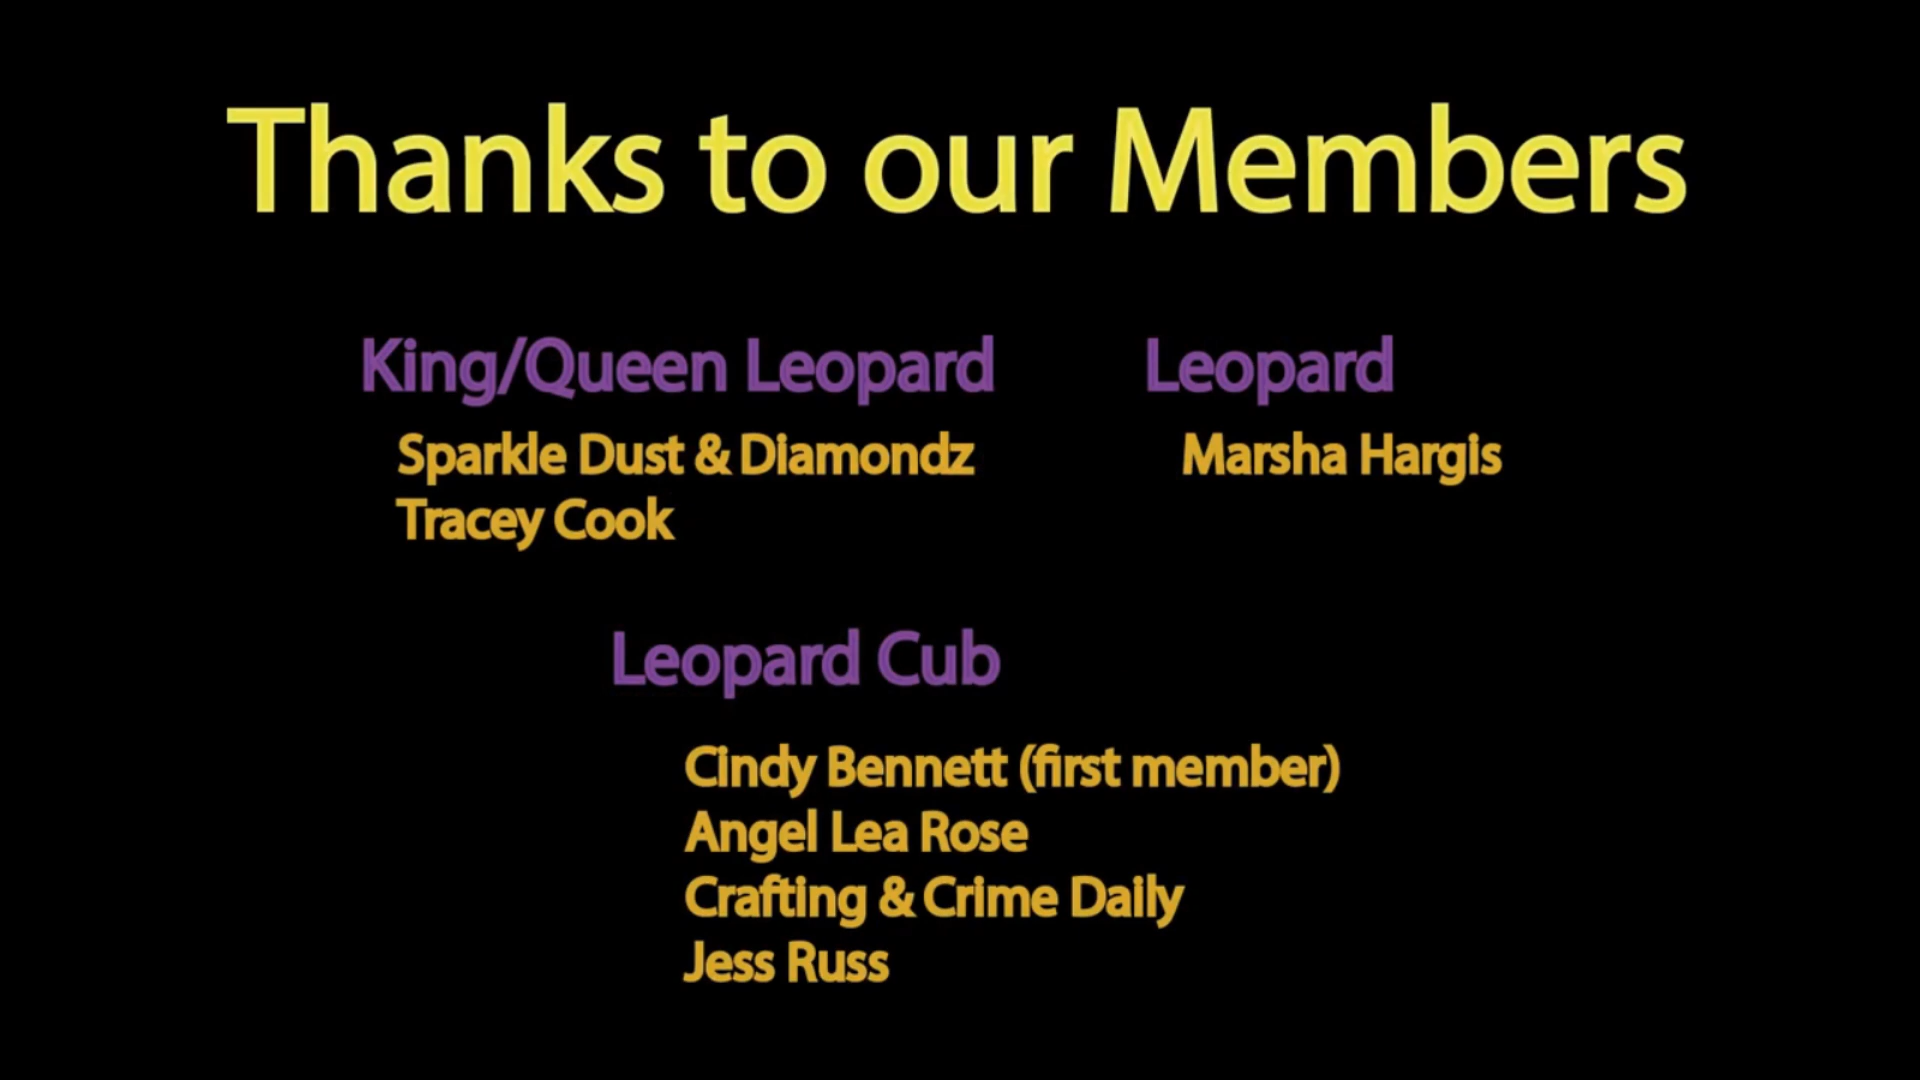 Thanks to our Members
King/Queen Leopard
Sparkle Dust & Diamondz
Tracey Cook
Leopard
Marsha Hargis
Leopard Cub
Cindy Bennett (first member)
Angel Lea Rose
Crafting & Crime Daily
Jess Russ